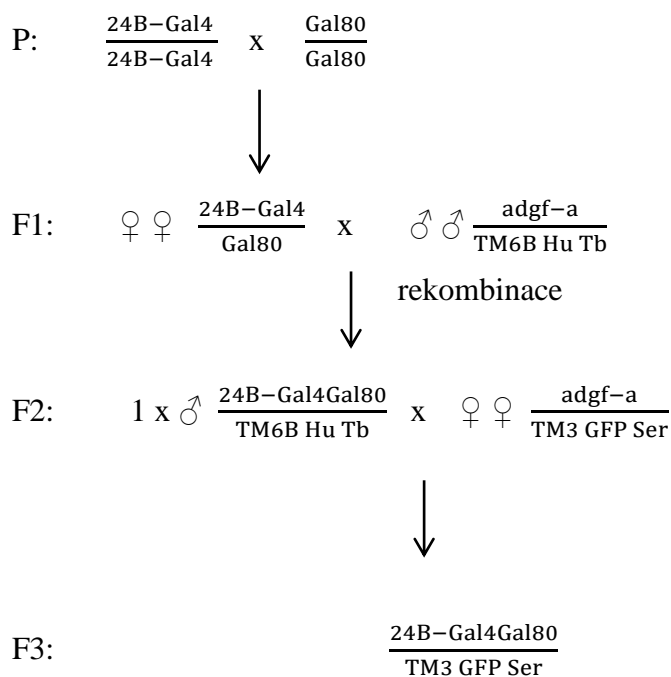 P: 24B−Gal4 / 24B−Gal4 x Gal80 / Gal80
F1: ♀ ♀ 24B−Gal4 / Gal80 x ♂ ♂ adgf−a / TM6B Hu Tb
rekombinace
F2: 1 x ♂ 24B−Gal4Gal80 / TM6B Hu Tb x ♀ ♀ adgf−a / TM3 GFP Ser
F3: 24B−Gal4Gal80 / TM3 GFP Ser